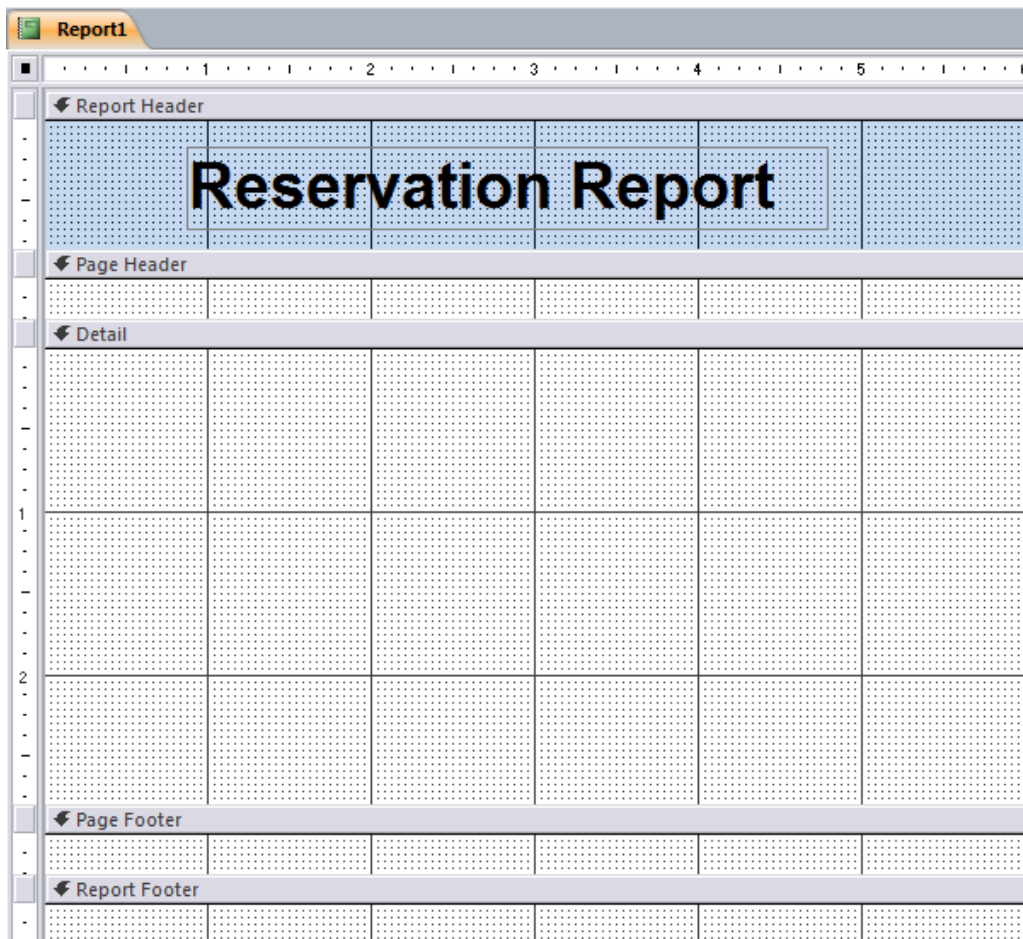 Report1
1 2 3 4 5
Report Header
Reservation Report
Page Header
Detail
1
2
Page Footer
Report Footer